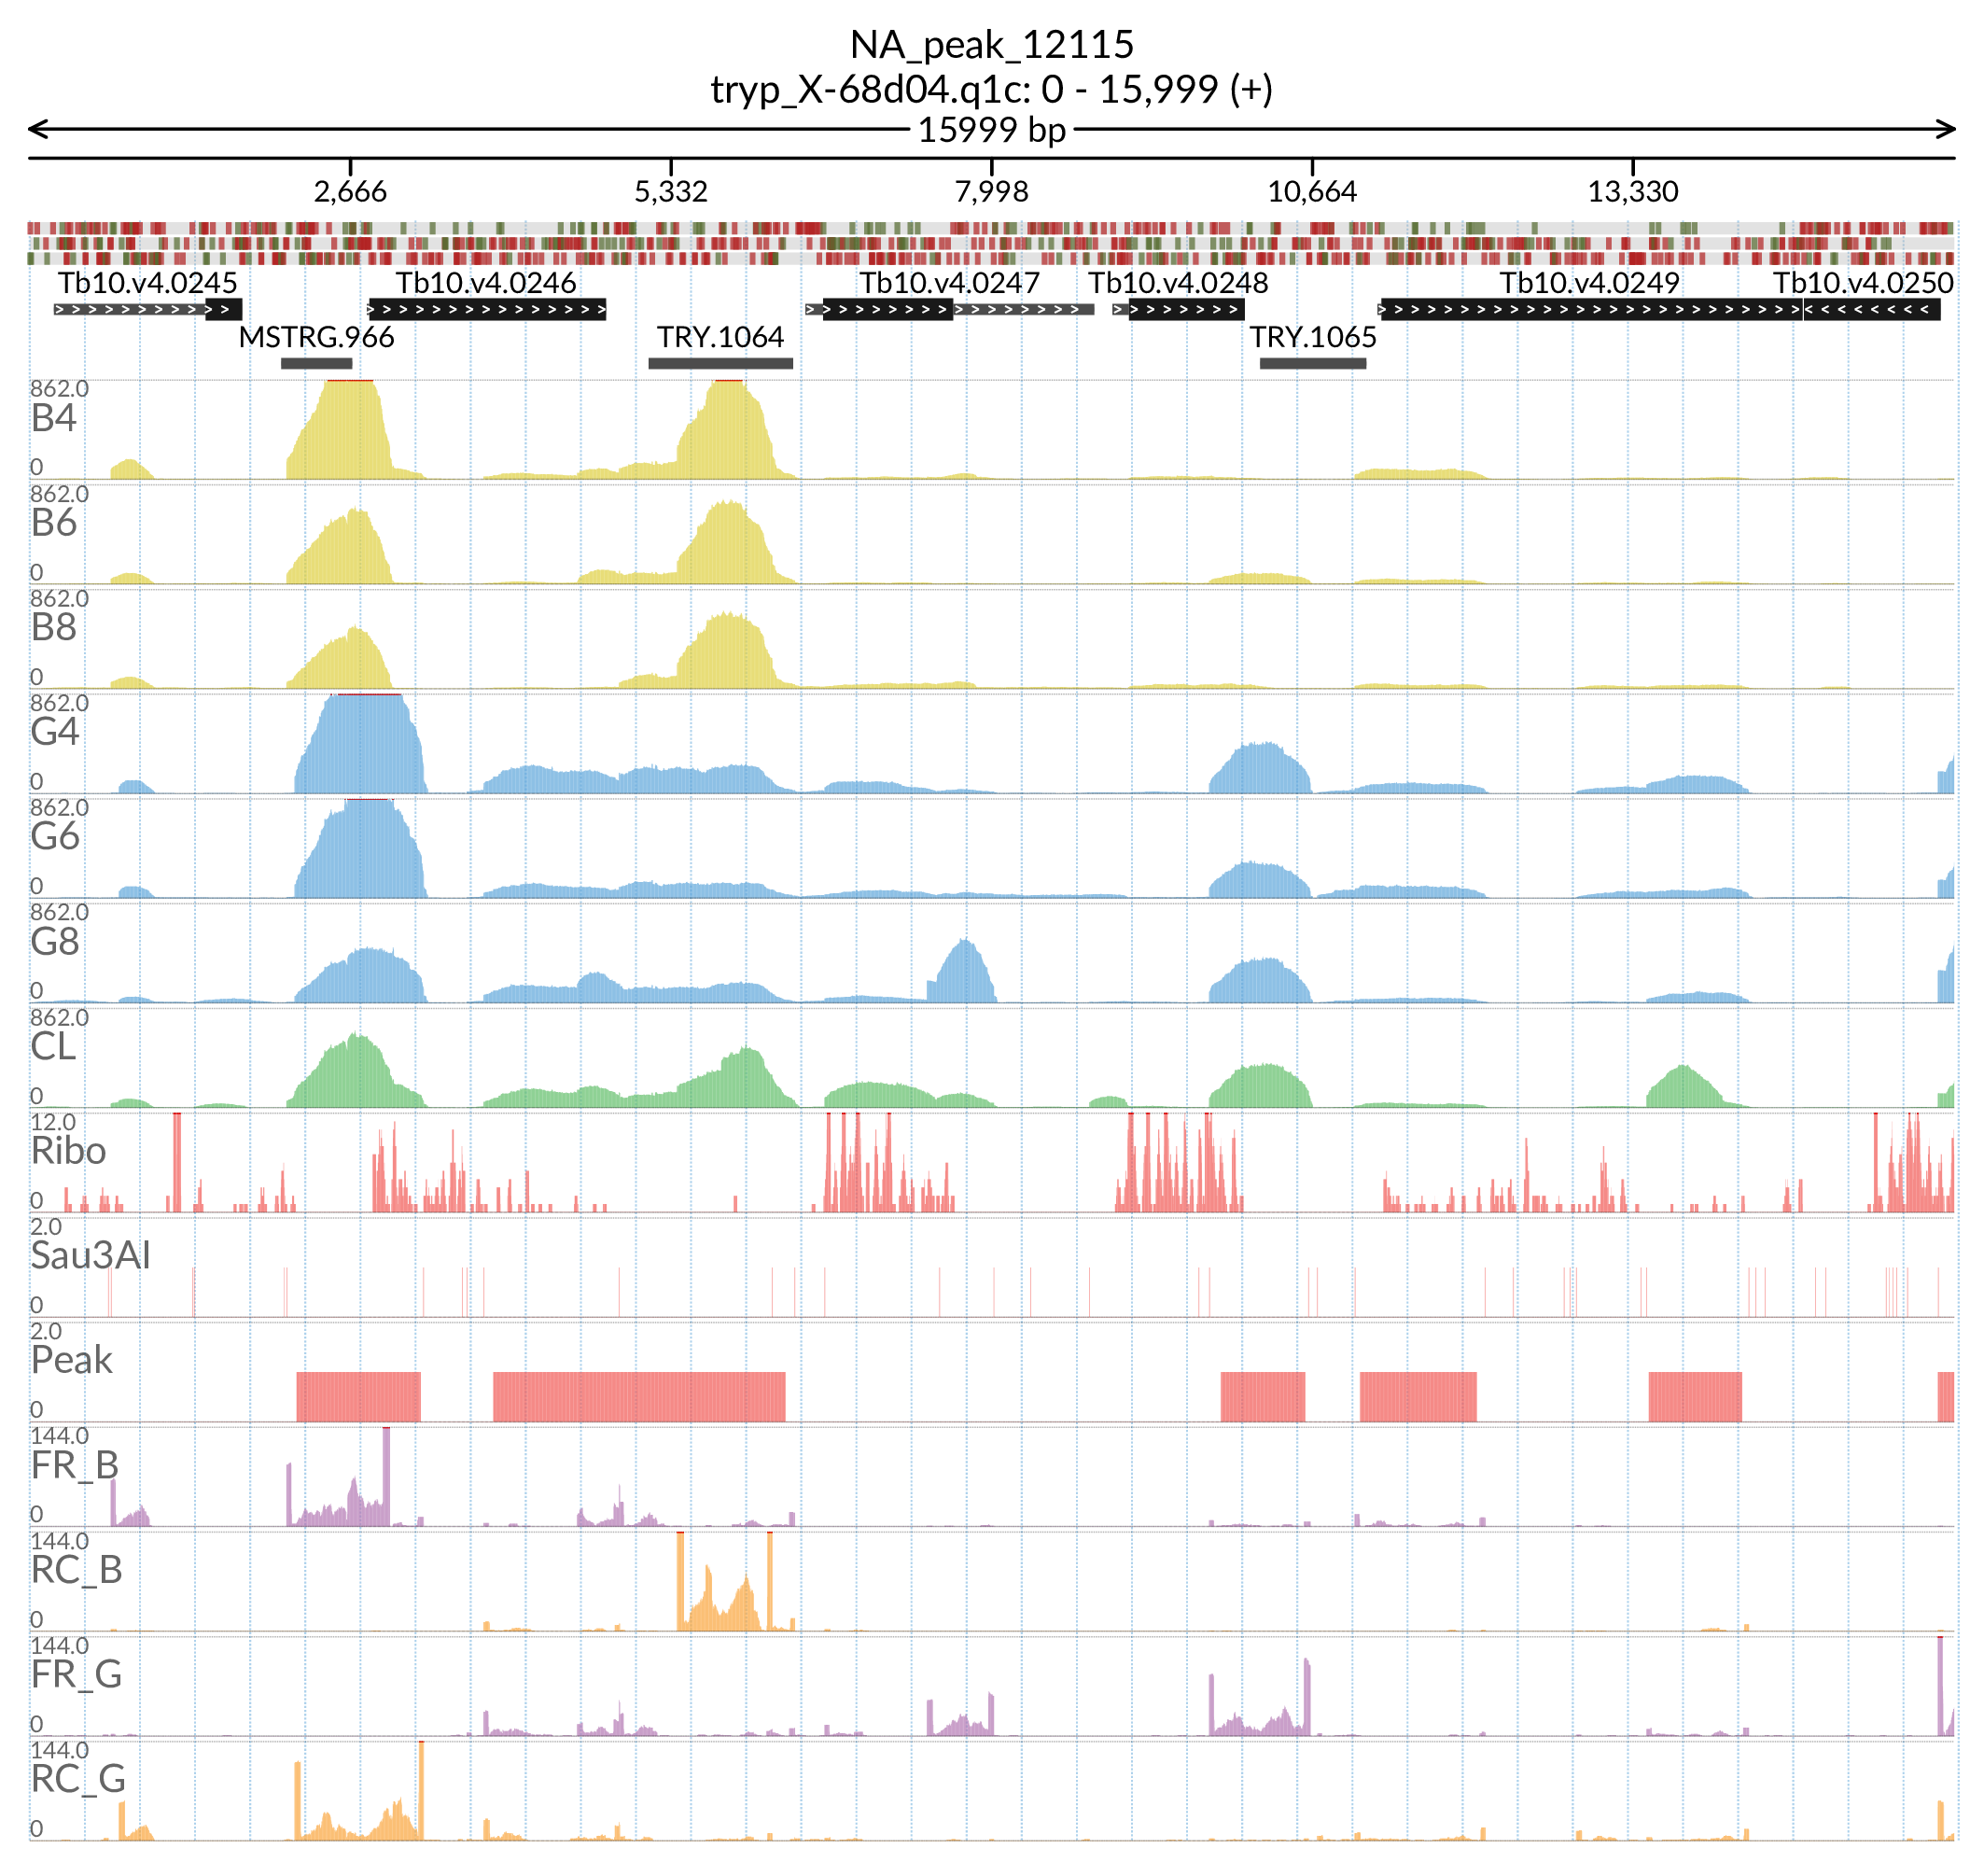 NA_peak_12115
tryp_X-68d04.q1c: 0 - 15,999 (+)
15999 bp
2,666 5,332 7,998 10,664 13,330
Tb10.v4.0245 Tb10.v4.0246 Tb10.v4.0247 Tb10.v4.0248 Tb10.v4.0249 Tb10.v4.0250
MSTRG.966 TRY.1064 TRY.1065
862.0
B4
0
862.0
B6
0
862.0
B8
0
862.0
G4
0
862.0
G6
0
862.0
G8
0
862.0
CL
0
12.0
Ribo
0
2.0
Sau3AI
0
2.0
Peak
0
144.0
FR_B
0
144.0
RC_B
0
144.0
FR_G
0
144.0
RC_G
0